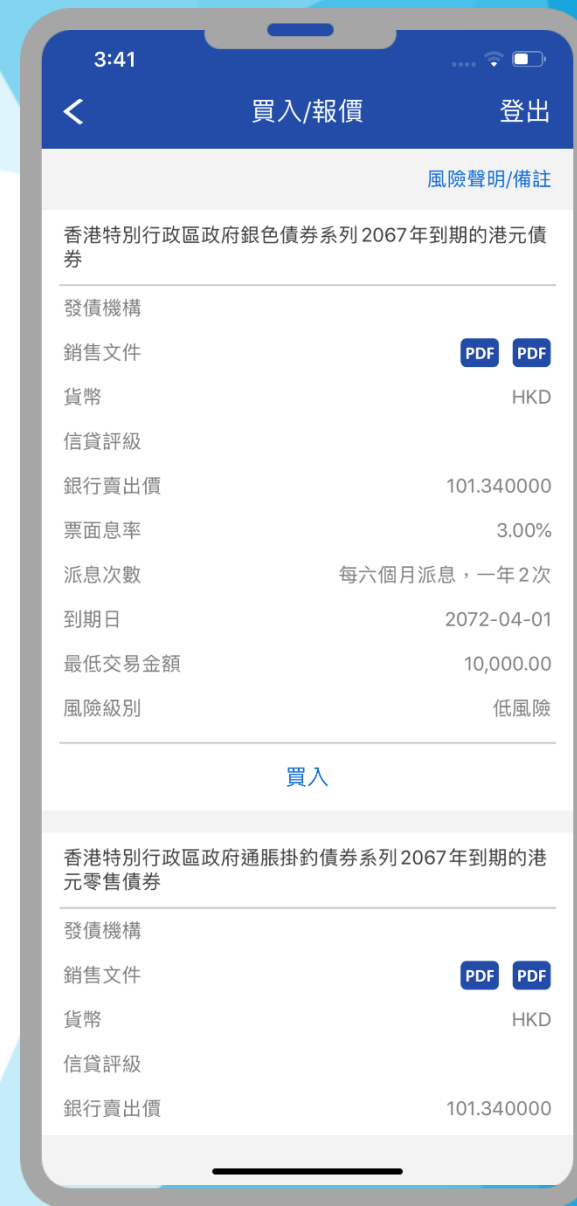 3:41
買入/報價
登出
風險聲明/備註
香港特別行政區政府銀色債券系列2067年到期的港元債
券
發債機構
銷售文件 PDF PDF
貨幣 HKD
信貸評級
銀行賣出價 101.340000
票面息率 3.00%
派息次數 每六個月派息，一年2次
到期日 2072-04-01
最低交易金額 10,000.00
風險級別 低風險
買入
香港特別行政區政府通脹掛鈎債券系列2067年到期的港
元零售債券
發債機構
銷售文件 PDF PDF
貨幣 HKD
信貸評級
銀行賣出價 101.340000